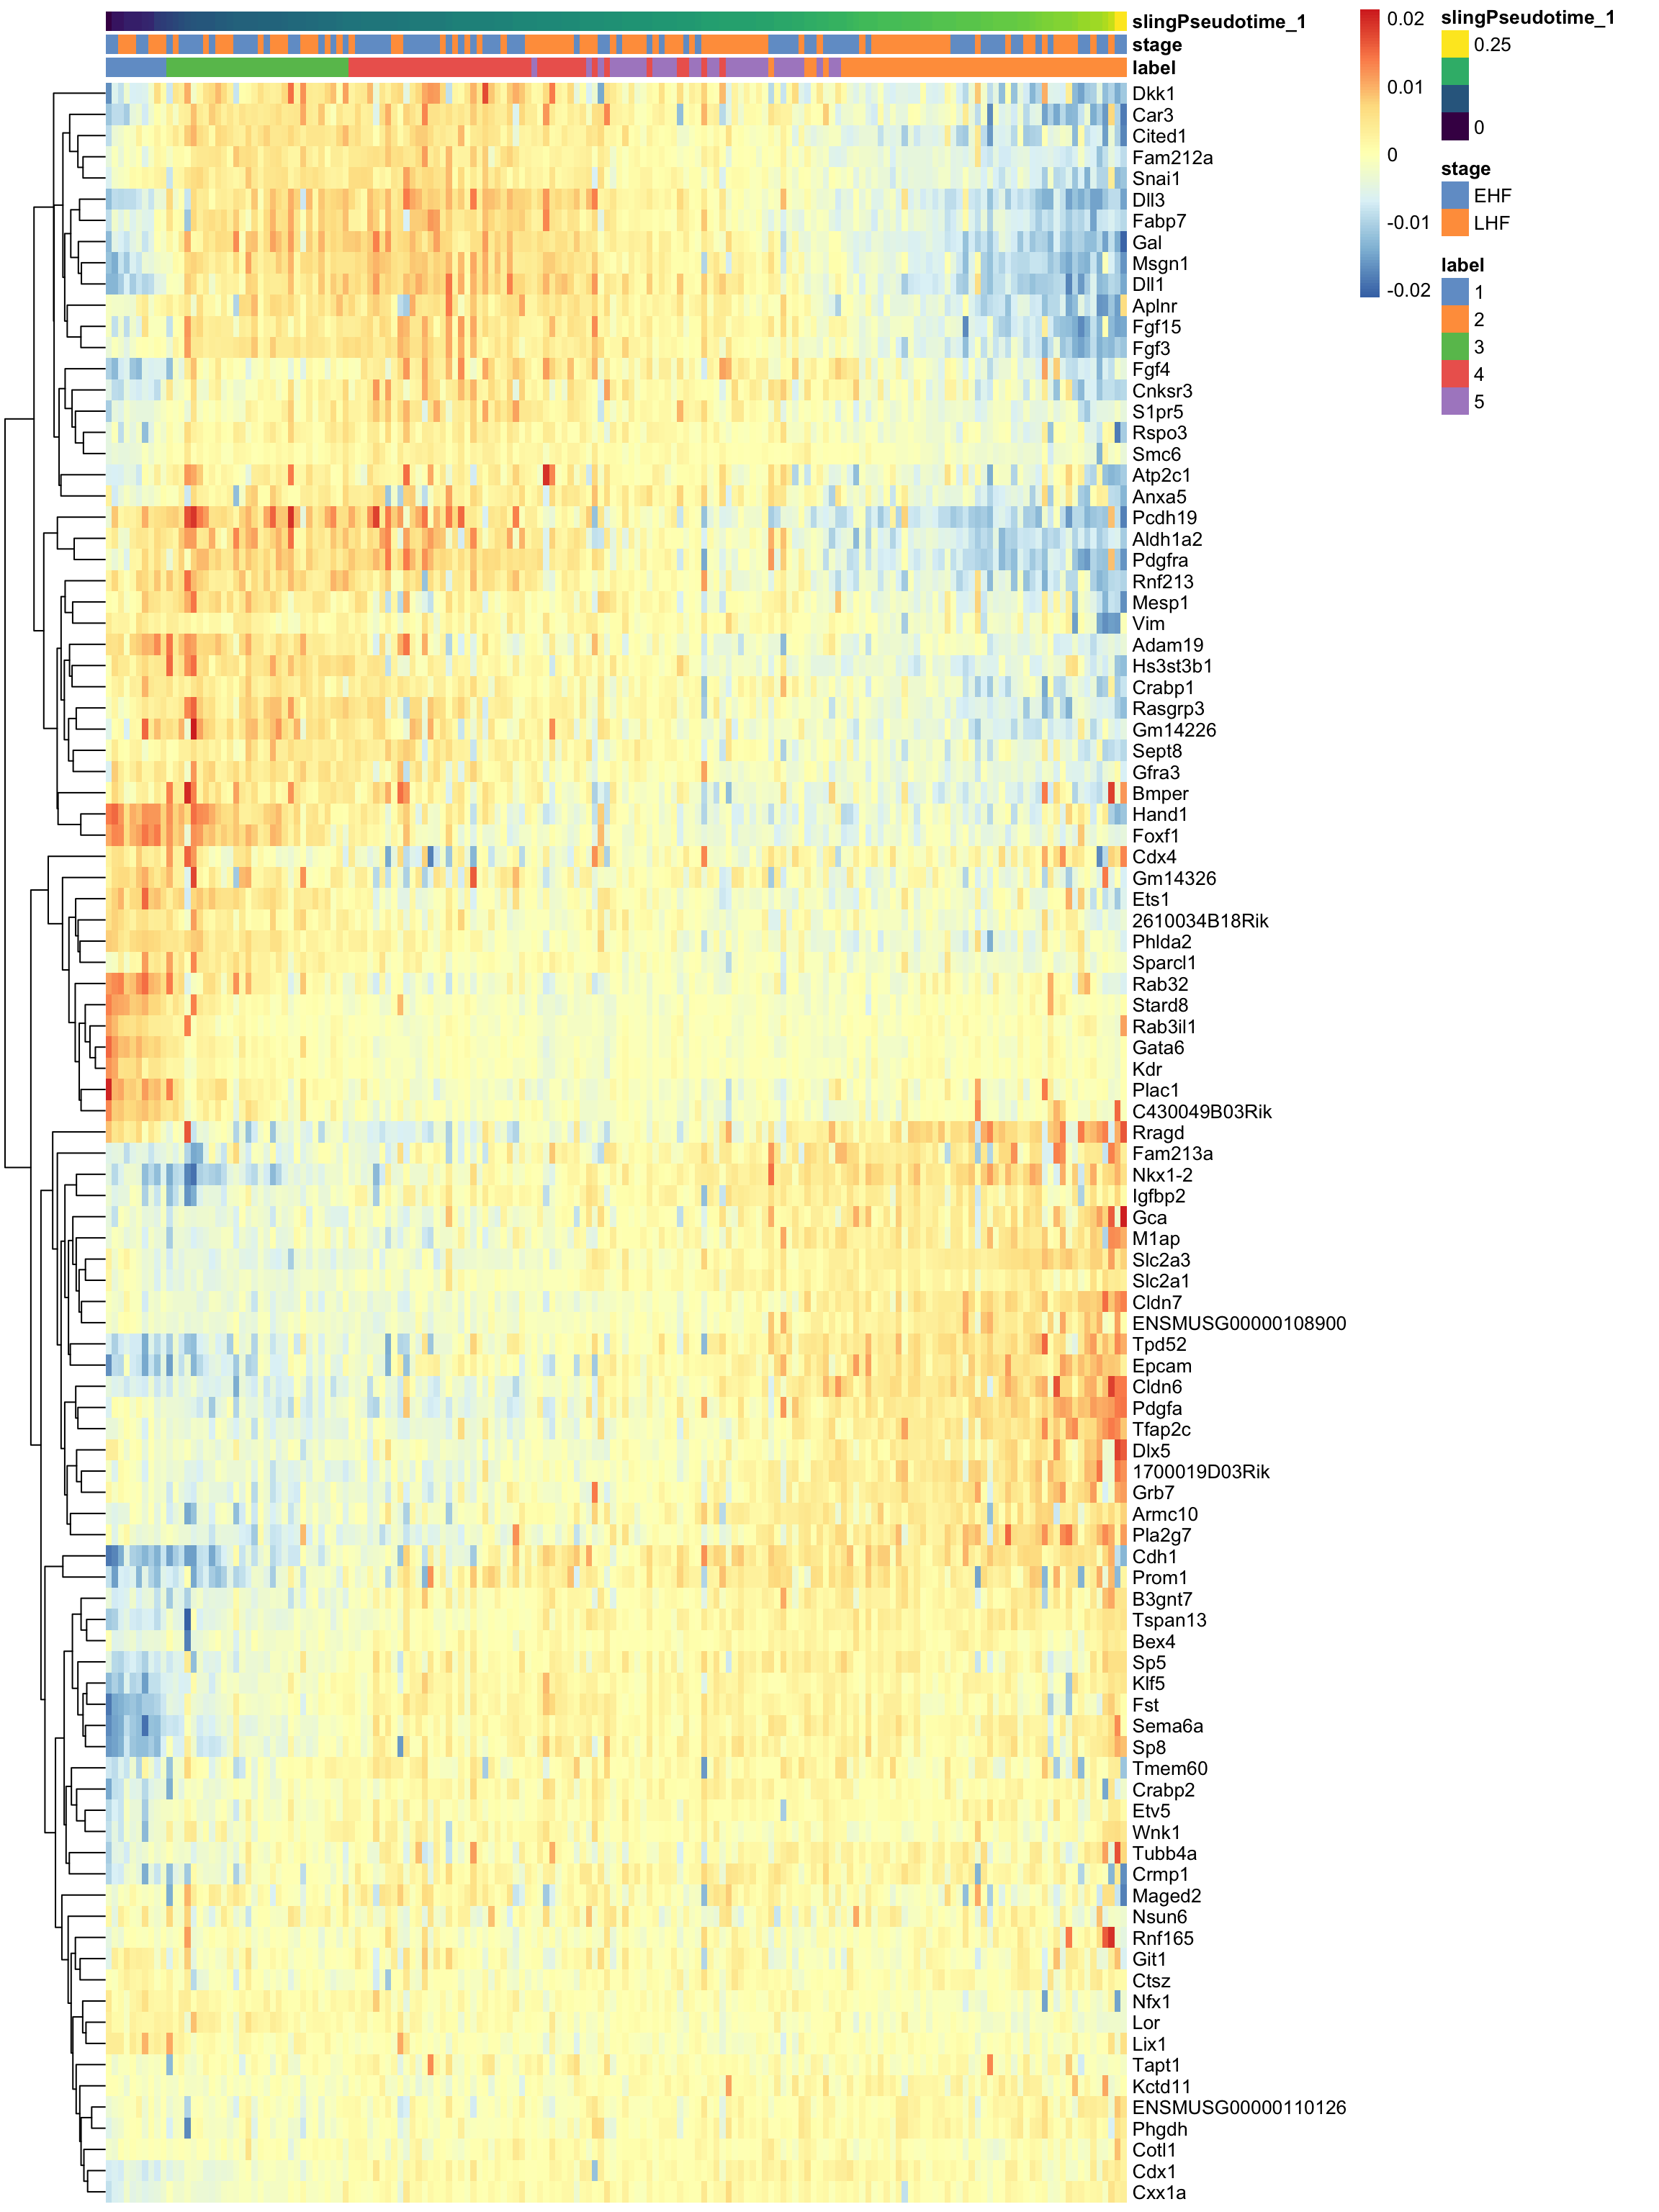 slingPseudotime_1
stage
label
Dkk1
Car3
Cited1
Fam212a
Snai1
Dll3
Fabp7
Gal
Msgn1
Dll1
Aplnr
Fgf15
Fgf3
Fgf4
Cnksr3
S1pr5
Rspo3
Smc6
Atp2c1
Anxa5
Pcdh19
Aldh1a2
Pdgfra
Rnf213
Mesp1
Vim
Adam19
Hs3st3b1
Crabp1
Rasgrp3
Gm14226
Sept8
Gfra3
Bmper
Hand1
Foxf1
Cdx4
Gm14326
Ets1
2610034B18Rik
Phlda2
Sparcl1
Rab32
Stard8
Rab3il1
Gata6
Kdr
Plac1
C430049B03Rik
Rragd
Fam213a
Nkx1-2
Igfbp2
Gca
M1ap
Slc2a3
Slc2a1
Cldn7
ENSMUSG00000108900
Tpd52
Epcam
Cldn6
Pdgfa
Tfap2c
Dlx5
1700019D03Rik
Grb7
Armc10
Pla2g7
Cdh1
Prom1
B3gnt7
Tspan13
Bex4
Sp5
Klf5
Fst
Sema6a
Sp8
Tmem60
Crabp2
Etv5
Wnk1
Tubb4a
Crmp1
Maged2
Nsun6
Rnf165
Git1
Ctsz
Nfx1
Lor
Lix1
Tapt1
Kctd11
ENSMUSG00000110126
Phgdh
Cotl1
Cdx1
Cxx1a
0.02
0.01
0
-0.01
-0.02
slingPseudotime_1
0.25
0
stage
EHF
LHF
label
1
2
3
4
5